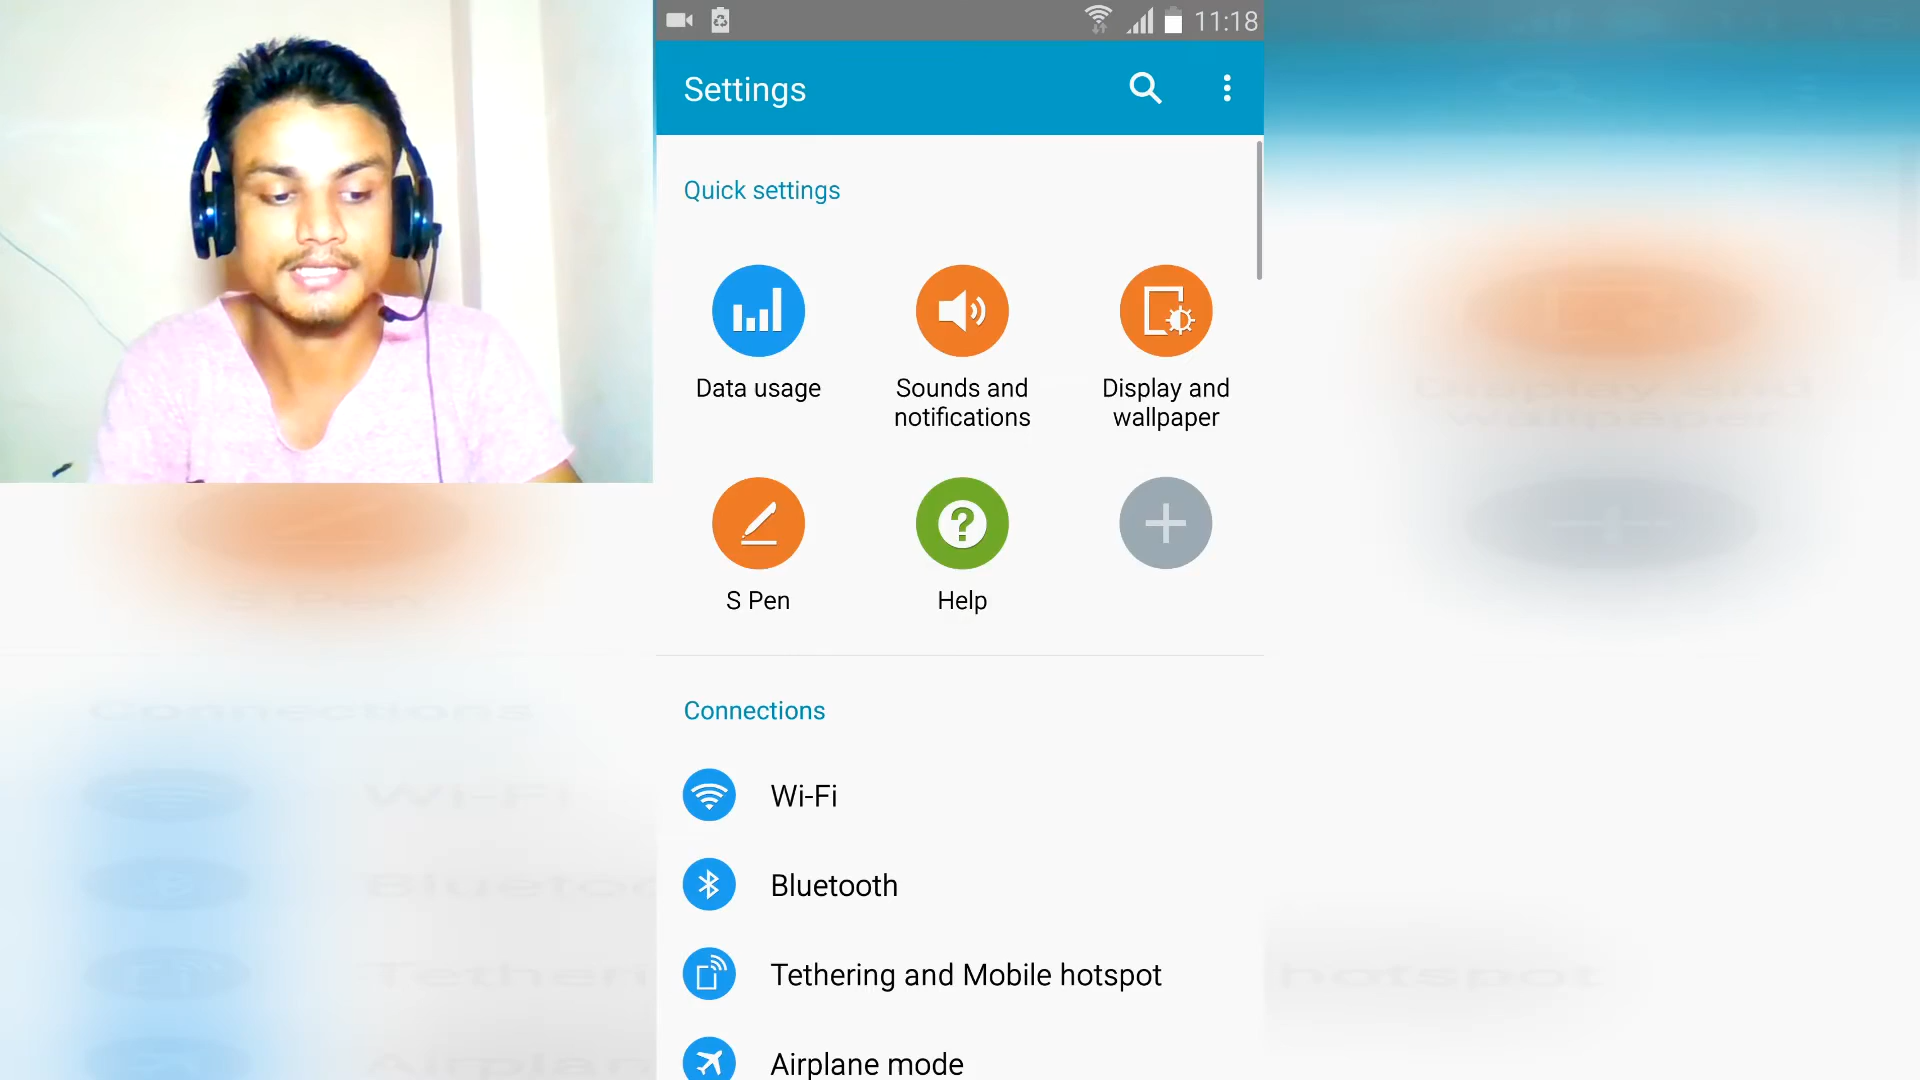 11:18
Settings
Quick settings
Data usage
Sounds and
notifications
Display and
wallpaper
S Pen
Help
Connections
Wi-Fi
Bluetooth
Tethering and Mobile hotspot
Airplane mode